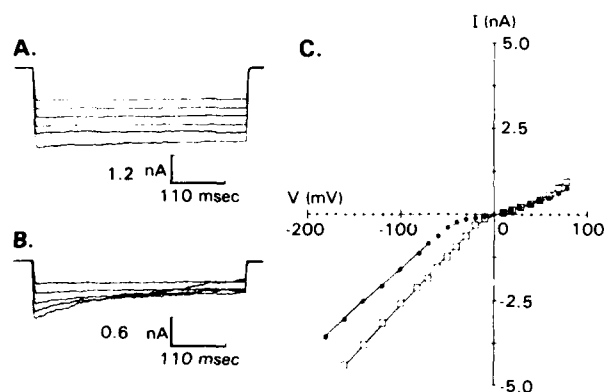 A.
1.2 nA
110 msec
B.
0.6 nA
110 msec
C.
I (nA)
5.0
2.5
V (mV)
-200
-100
0
100
-2.5
-5.0